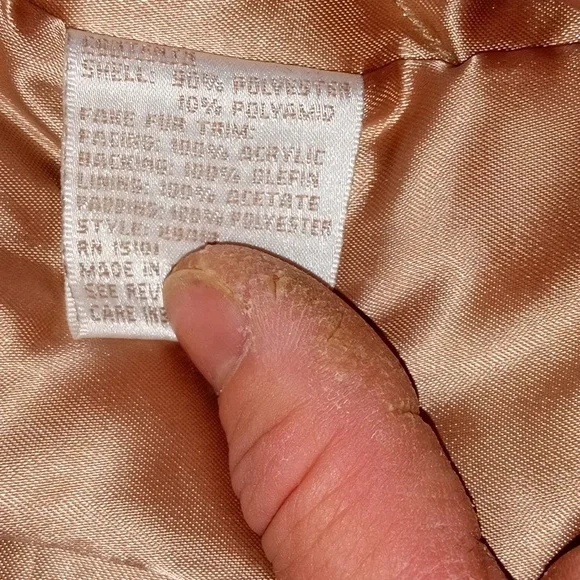 SHELL: 90% POLYESTER
10% POLYAMID
FAKE FUR TRIM:
FACING: 100% ACRYLIC
BACKING: 100% OLEFIN
LINING: 100% ACETATE
PADDING: 100% POLYESTER
STYLE:
RN 15101
MADE IN
SEE REV
CARE